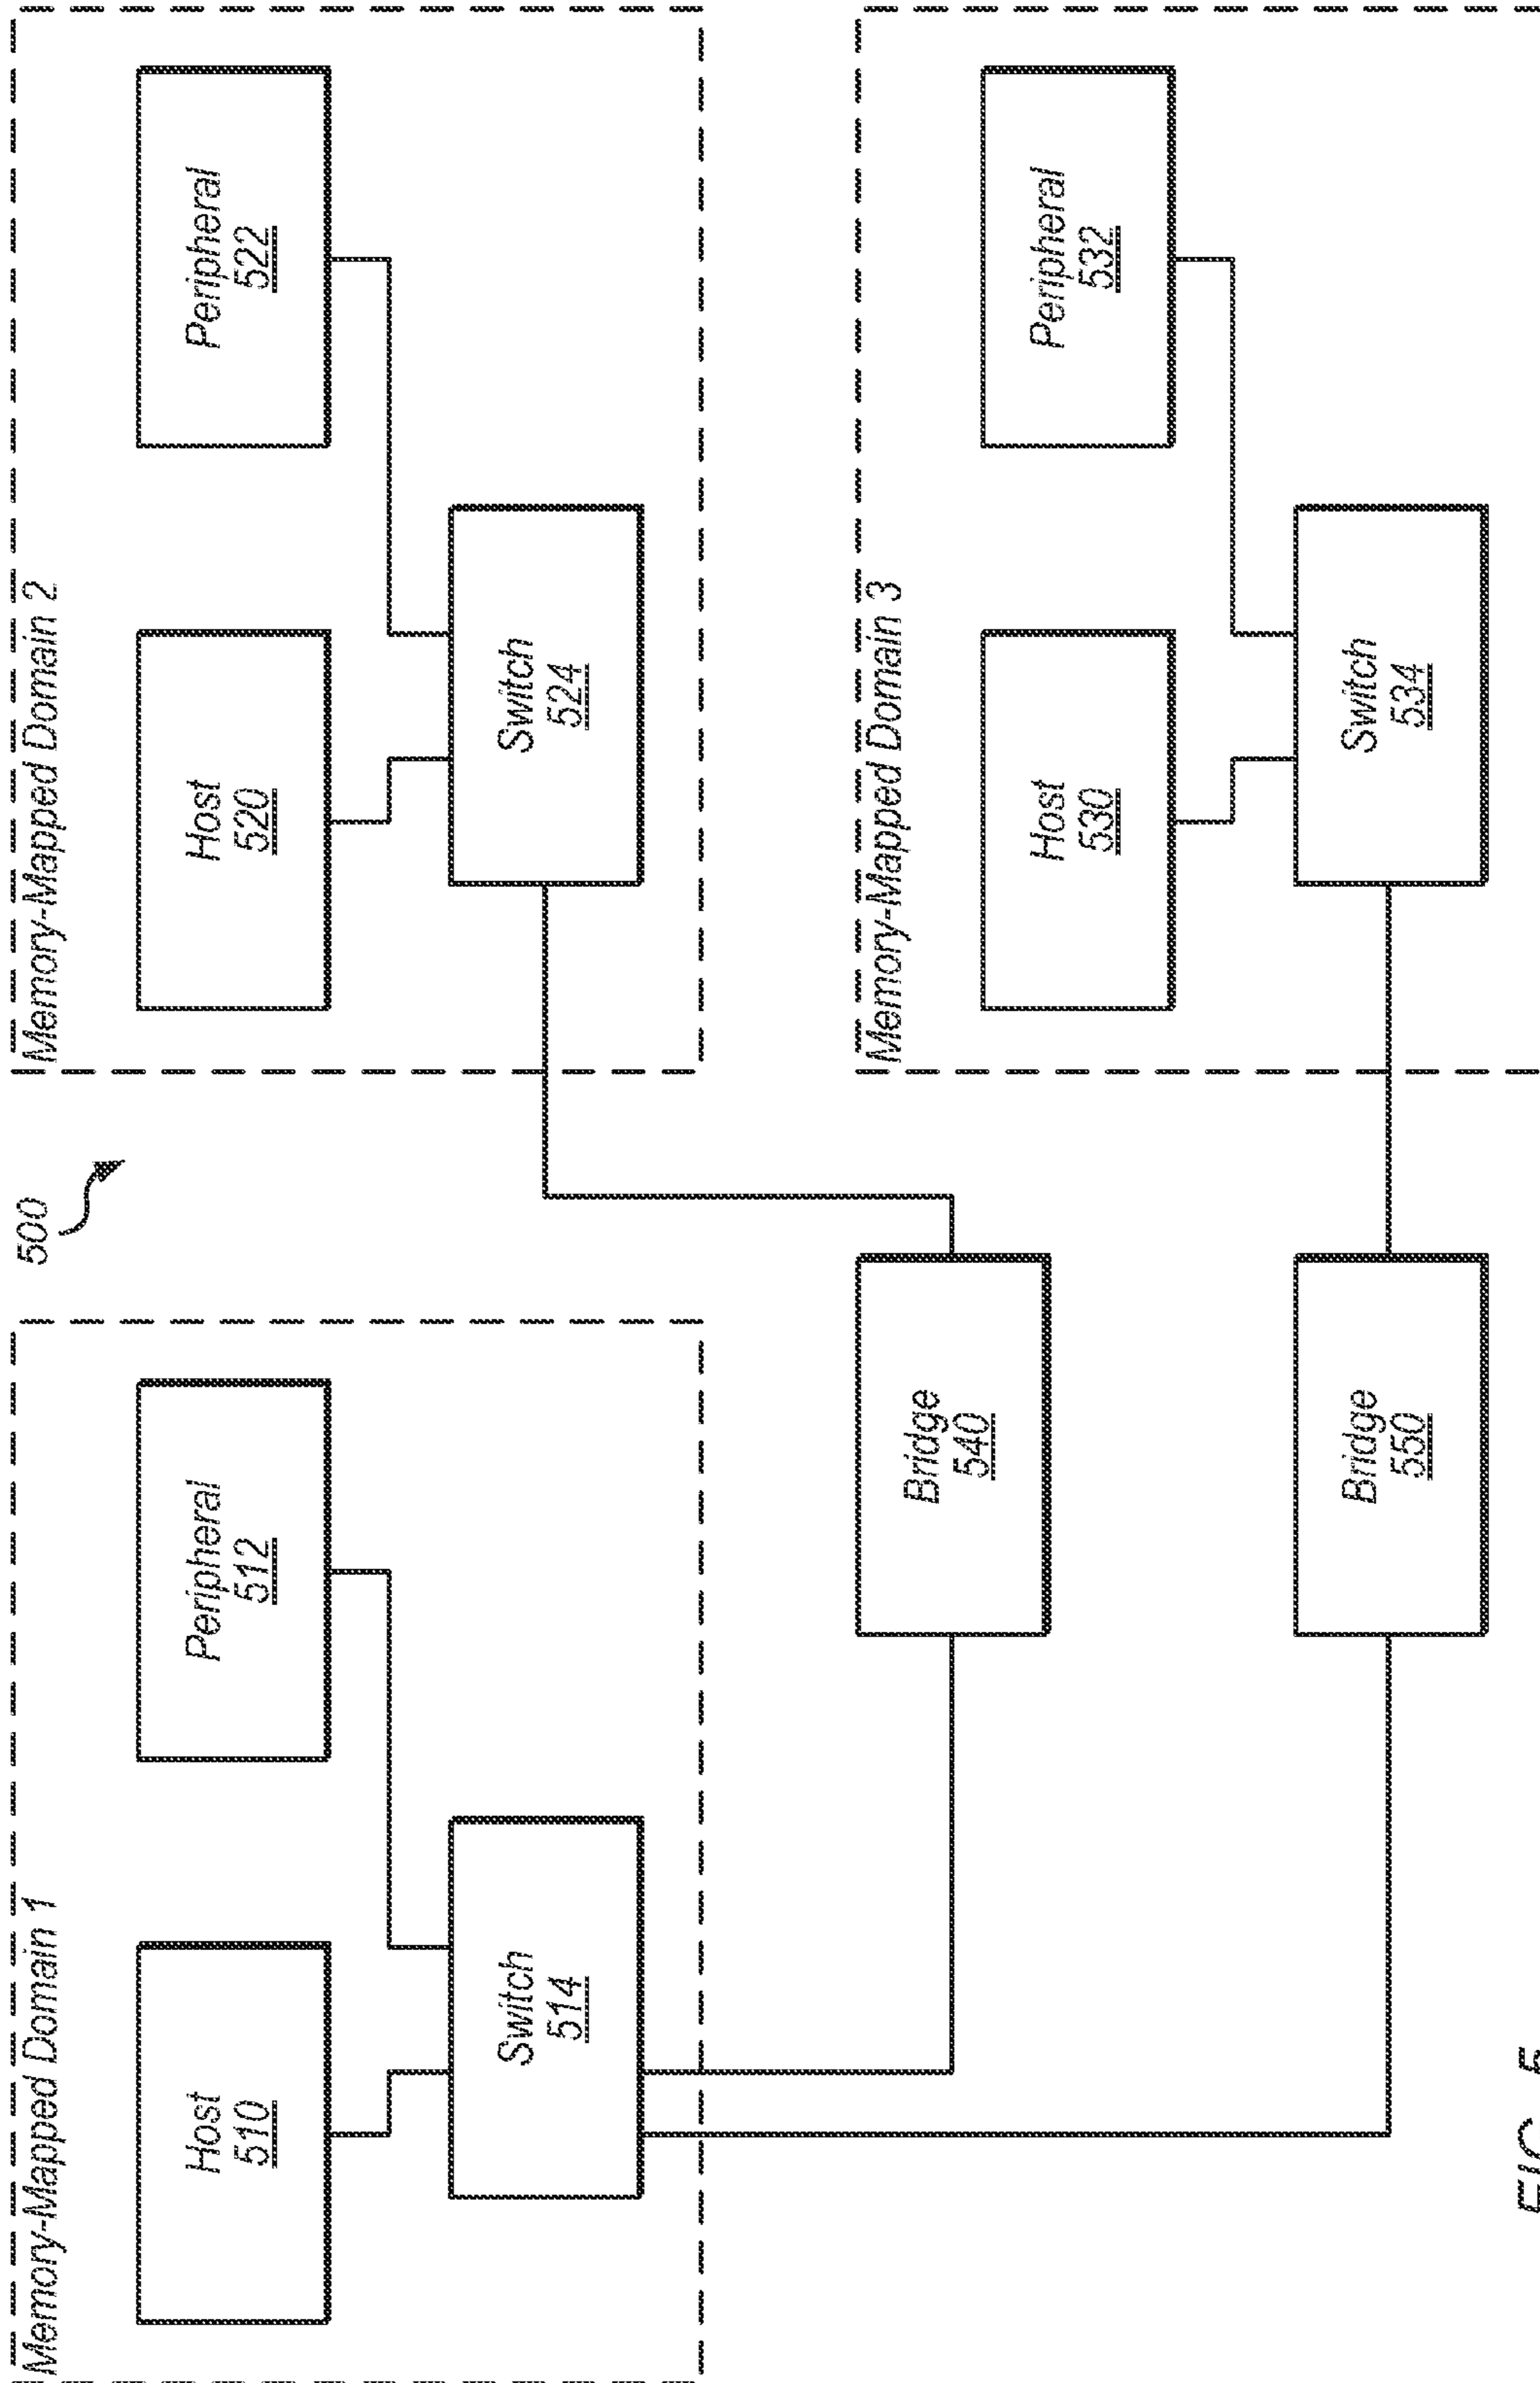 500
Memory-Mapped Domain 1
Host
510
Peripheral
512
Switch
514
Memory-Mapped Domain 2
Host
520
Peripheral
522
Switch
524
Bridge
540
Memory-Mapped Domain 3
Host
530
Peripheral
532
Switch
534
Bridge
550